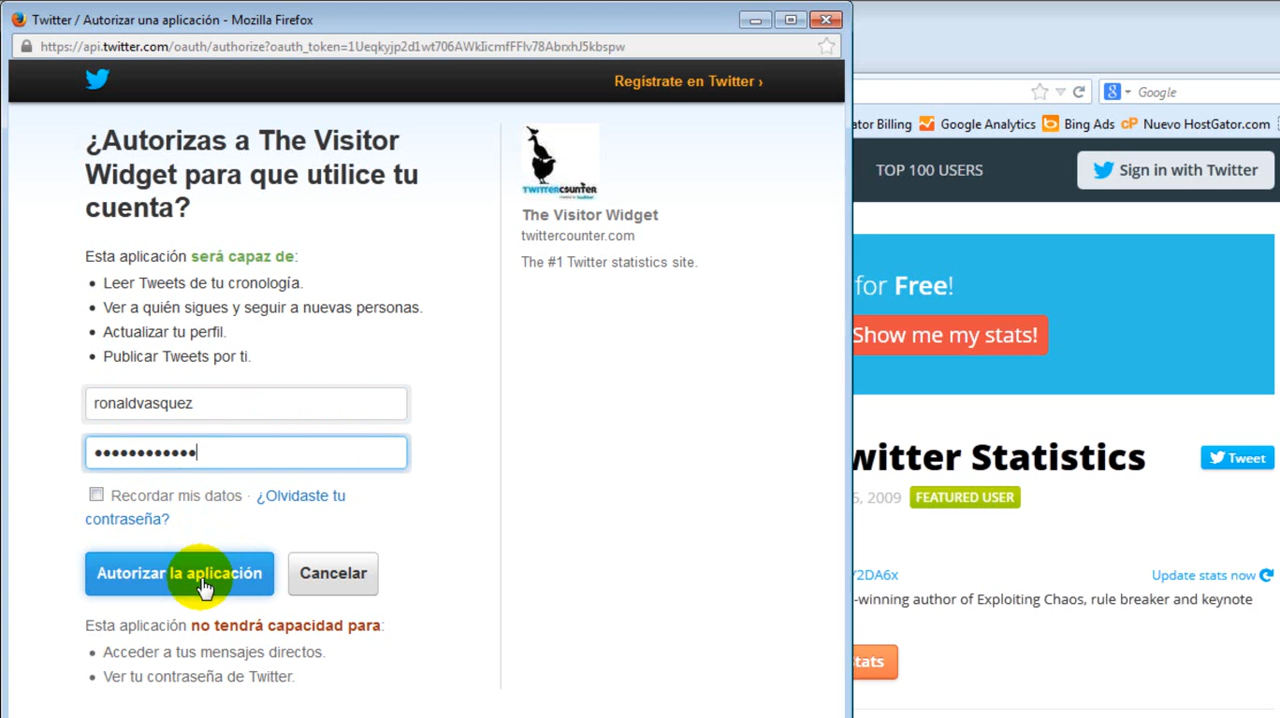 Twitter / Autorizar una aplicación - Mozilla Firefox
https://api.twitter.com/oauth/authorize?oauth_token=1Ueqkyjp2d1wt706AWkIicmfFFlv78AbrxhJ5kbspw
Regístrate en Twitter ›
¿Autorizas a The Visitor
Widget para que utilice tu
cuenta?
Esta aplicación será capaz de:
• Leer Tweets de tu cronología.
• Ver a quién sigues y seguir a nuevas personas.
• Actualizar tu perfil.
• Publicar Tweets por ti.
ronaldvasquez
••••••••••••
Recordar mis datos · ¿Olvidaste tu
contraseña?
Autorizar la aplicación
Cancelar
Esta aplicación no tendrá capacidad para:
• Acceder a tus mensajes directos.
• Ver tu contraseña de Twitter.
TWITTERCOUNTER
The Visitor Widget
twittercounter.com
The #1 Twitter statistics site.
Google
ator Billing
Google Analytics
Bing Ads
cP Nuevo HostGator.com
TOP 100 USERS
Sign in with Twitter
for Free!
Show me my stats!
witter Statistics
Tweet
5, 2009
FEATURED USER
Y2DA6x
Update stats now
-winning author of Exploiting Chaos, rule breaker and keynote
tats